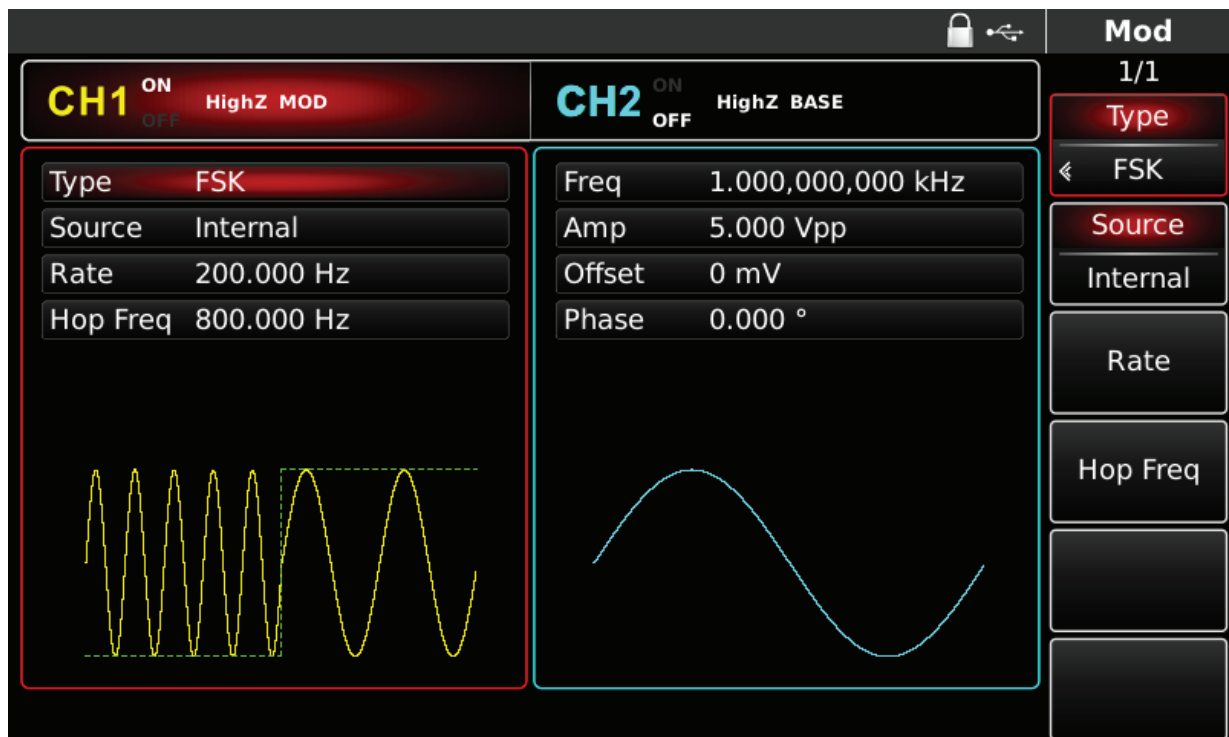 Mod
1/1
CH1 ON OFF HighZ MOD
CH2 ON OFF HighZ BASE
Type FSK
Source Internal
Rate 200.000 Hz
Hop Freq 800.000 Hz
Freq 1.000,000,000 kHz
Amp 5.000 Vpp
Offset 0 mV
Phase 0.000 °
Type
FSK
Source
Internal
Rate
Hop Freq